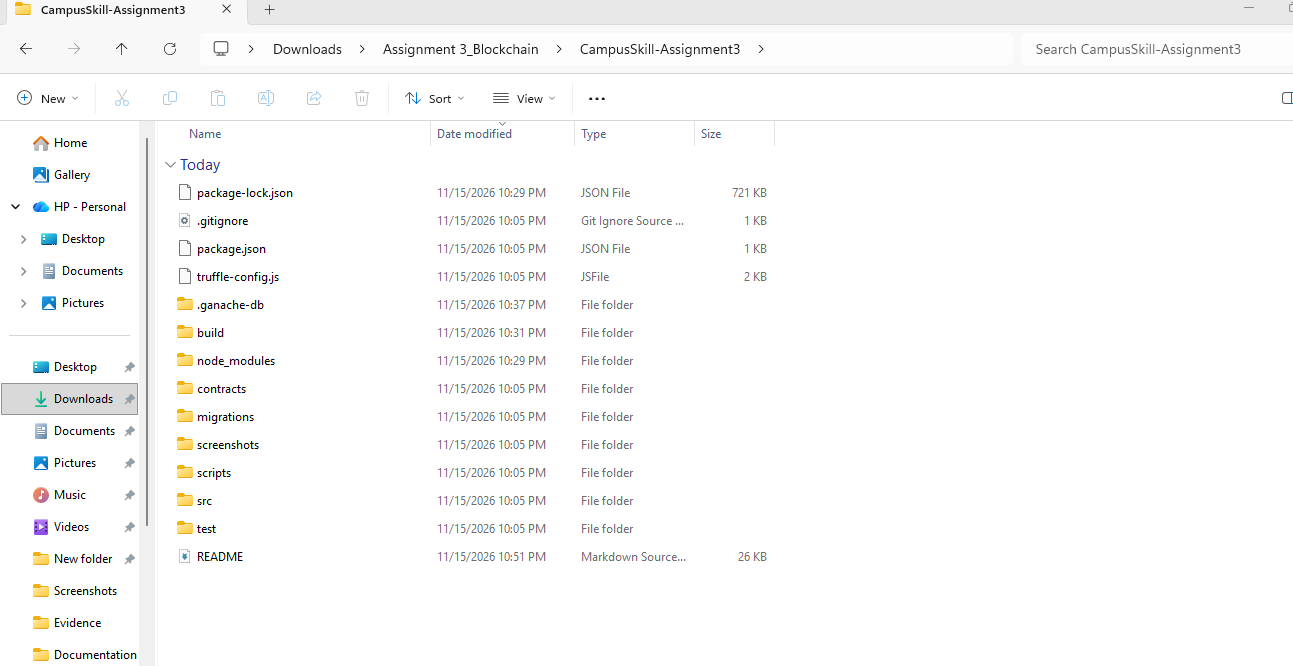 CampusSkill-Assignment3
Downloads > Assignment 3_Blockchain > CampusSkill-Assignment3 >
Search CampusSkill-Assignment3
New
Sort
View
Home
Gallery
HP - Personal
Desktop
Documents
Pictures
Desktop
Downloads
Documents
Pictures
Music
Videos
New folder
Screenshots
Evidence
Documentation
Name Date modified Type Size
Today
package-lock.json 11/15/2026 10:29 PM JSON File 721 KB
.gitignore 11/15/2026 10:05 PM Git Ignore Source ... 1 KB
package.json 11/15/2026 10:05 PM JSON File 1 KB
truffle-config.js 11/15/2026 10:05 PM JSFile 2 KB
.ganache-db 11/15/2026 10:37 PM File folder
build 11/15/2026 10:31 PM File folder
node_modules 11/15/2026 10:29 PM File folder
contracts 11/15/2026 10:05 PM File folder
migrations 11/15/2026 10:05 PM File folder
screenshots 11/15/2026 10:05 PM File folder
scripts 11/15/2026 10:05 PM File folder
src 11/15/2026 10:05 PM File folder
test 11/15/2026 10:05 PM File folder
README 11/15/2026 10:51 PM Markdown Source... 26 KB